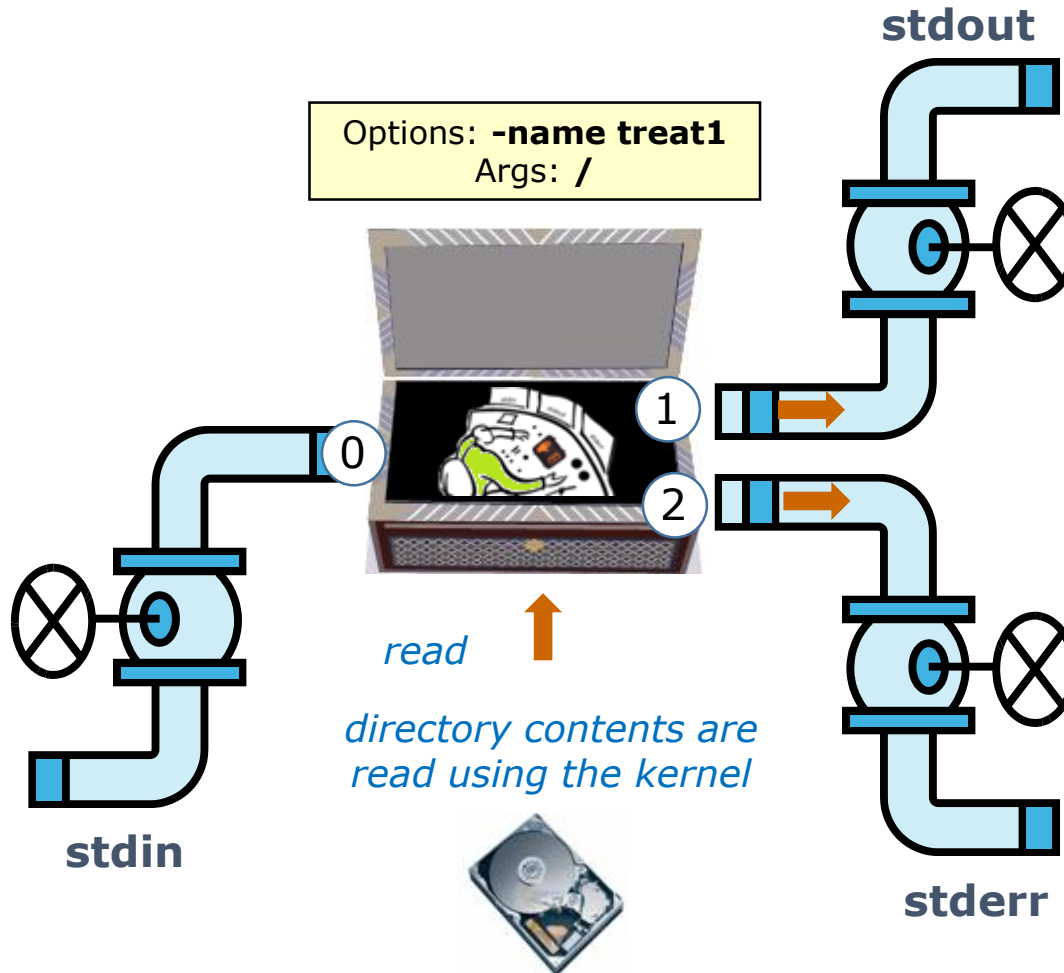 stdout
Options: -name treat1
Args: /
1
0
2
read
directory contents are
read using the kernel
stdin
stderr